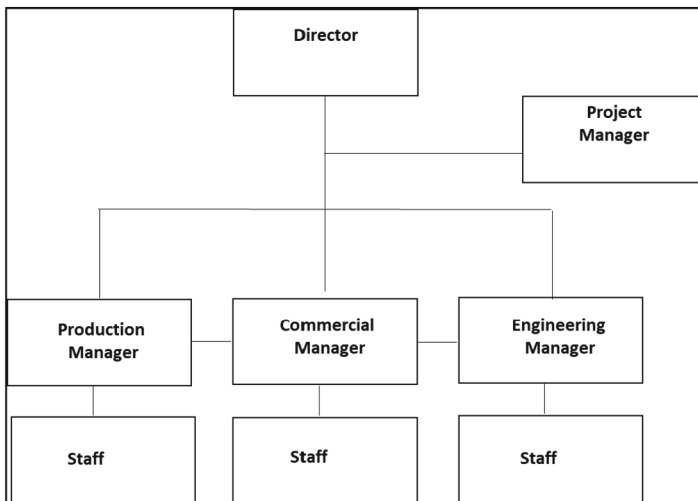 Director
Project
Manager
Production
Manager
Commercial
Manager
Engineering
Manager
Staff
Staff
Staff